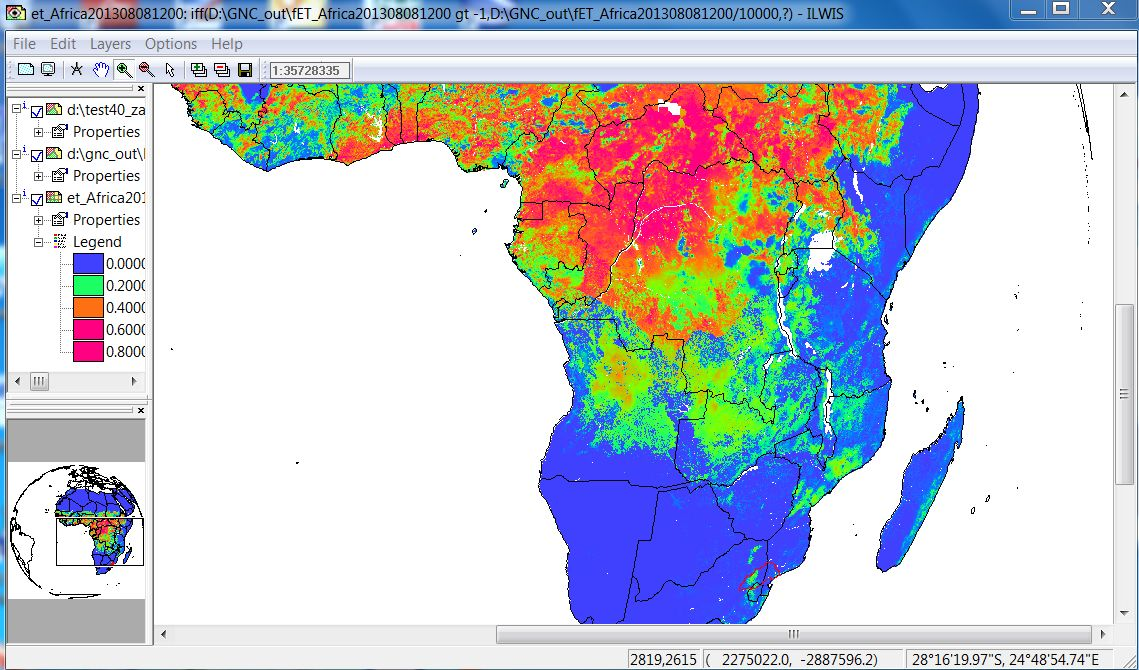 et_Africa201308081200: iff(D:\GNC_out\fET_Africa201308081200 gt -1,D:\GNC_out\fET_Africa201308081200/10000,?) - ILWIS
File Edit Layers Options Help
1:35728335
d:\test40_za
Properties
d:\gnc_out\
Properties
et_Africa201
Properties
Legend
0.0000
0.2000
0.4000
0.6000
0.8000
2819,2615 ( 2275022.0, -2887596.2) 28°16'19.97"S, 24°48'54.74"E